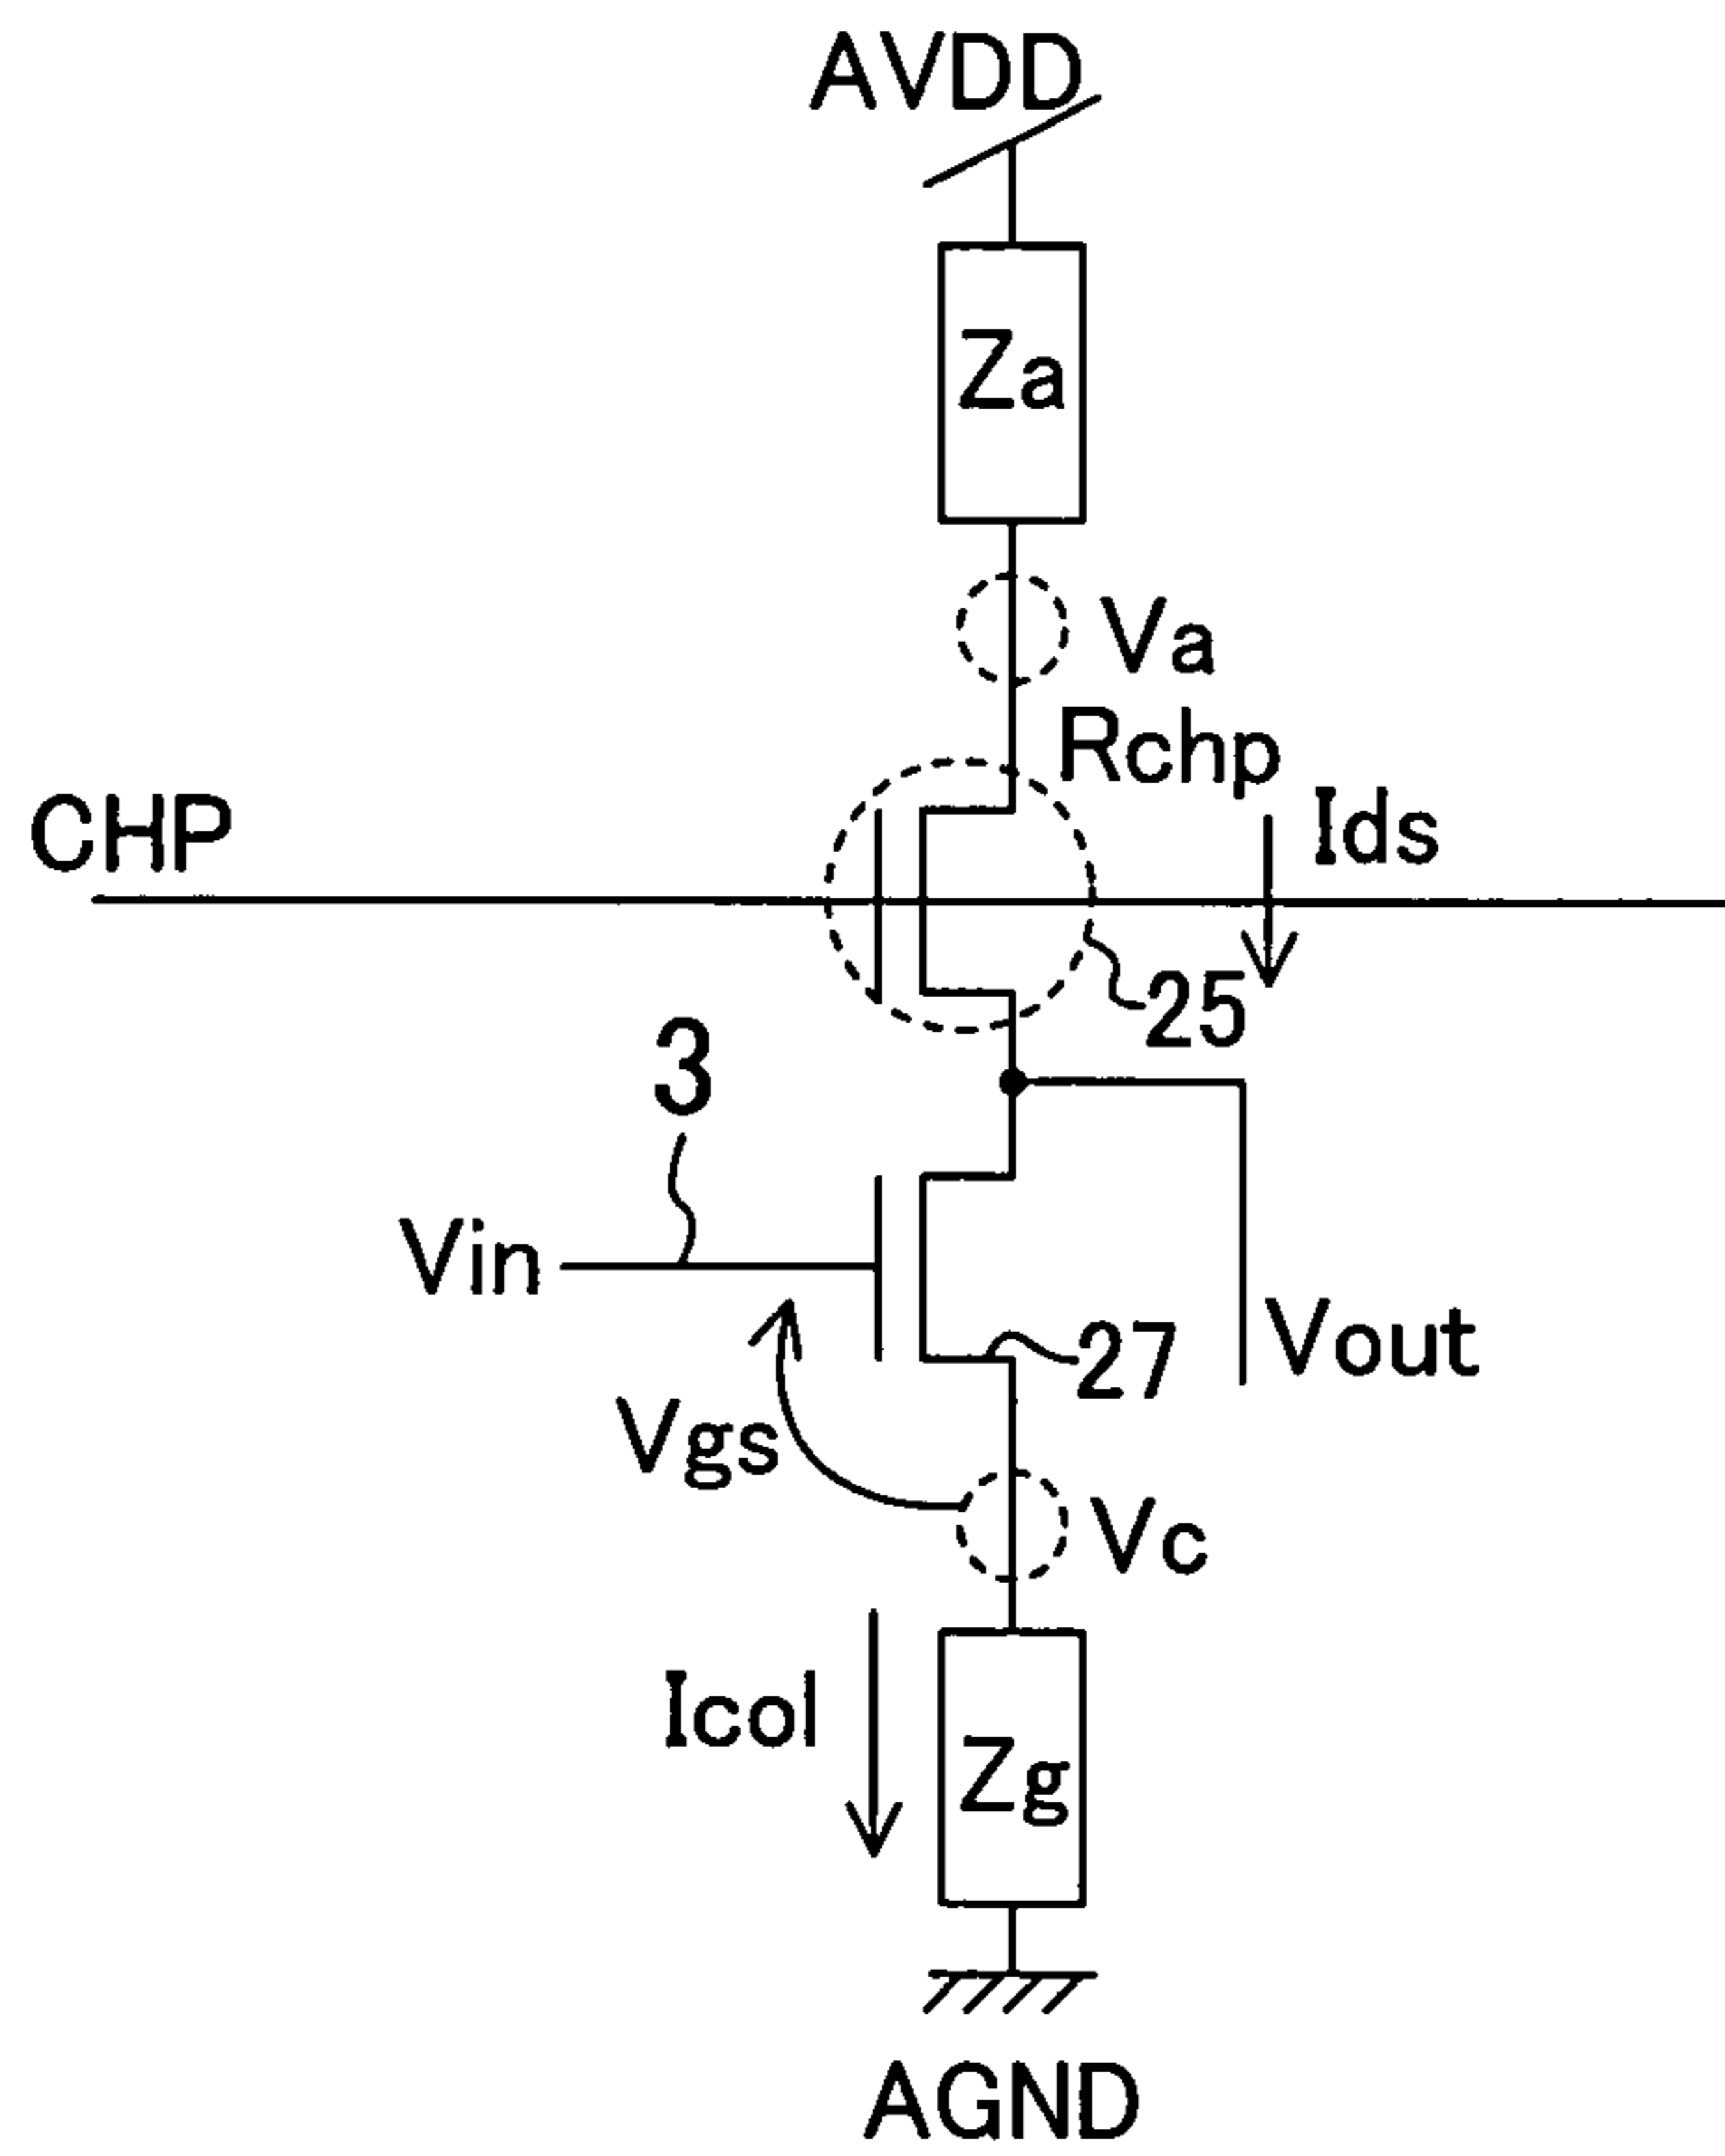 AVDD
Za
Va
Rchp
CHP
Ids
25
3
Vin
27
Vout
Vgs
Vc
Icol
Zg
AGND